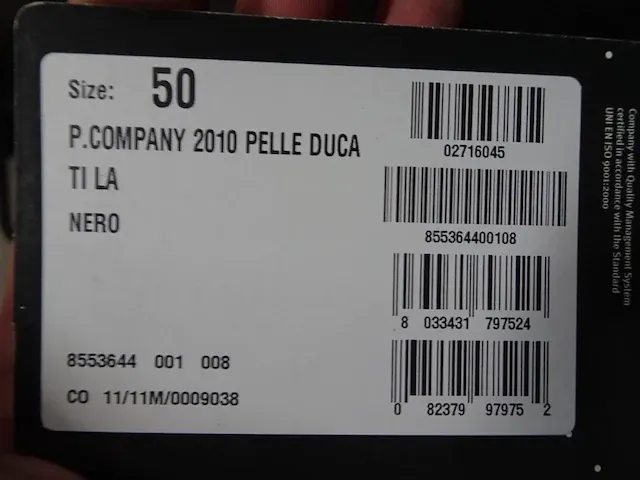 Size: 50
P.COMPANY 2010 PELLE DUCA
TI LA
NERO
8553644 001 008
CO 11/11M/0009038
02716045
855364400108
8 033431 797524
0 82379 97975 2
Company with Quality Management System
certified in accordance with the Standard
UNI EN ISO 9001:2000